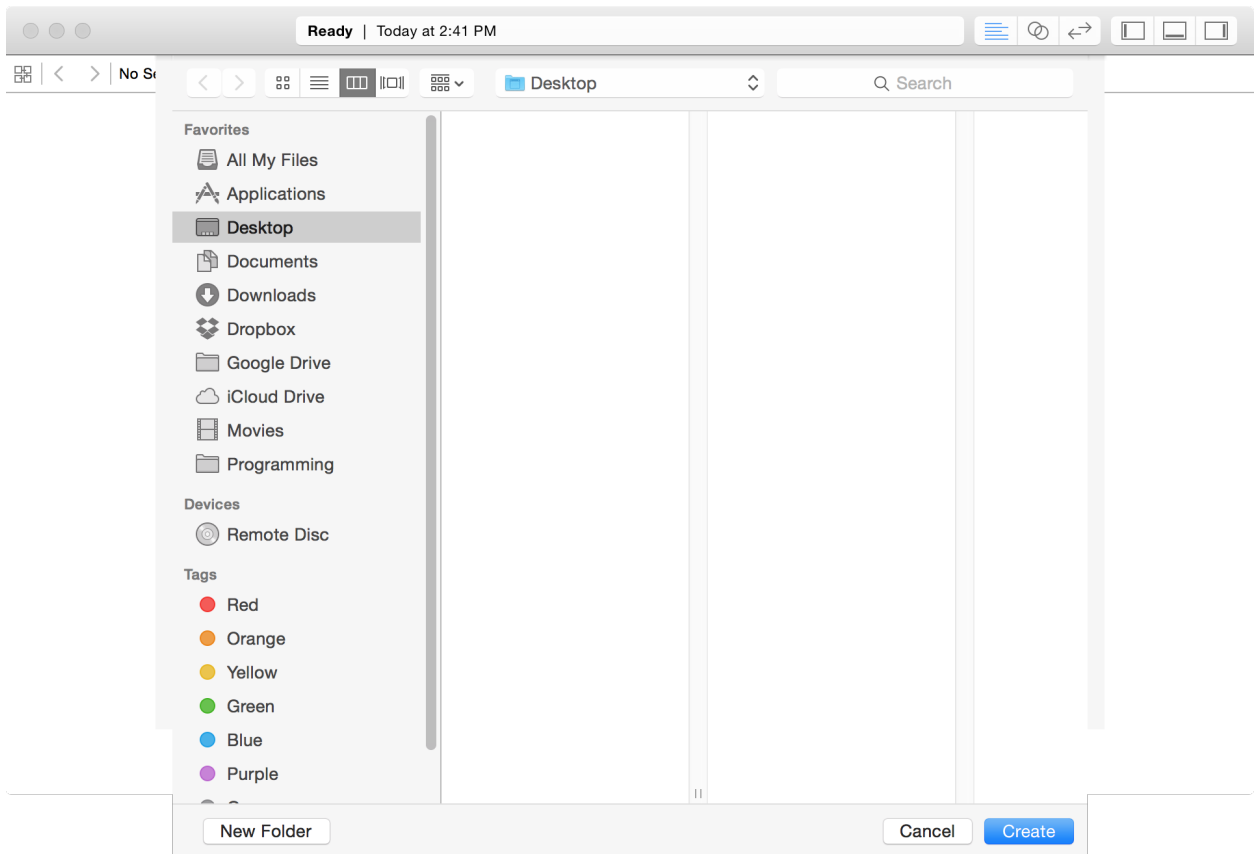 Ready | Today at 2:41 PM
No Se
Desktop
Search
Favorites
All My Files
Applications
Desktop
Documents
Downloads
Dropbox
Google Drive
iCloud Drive
Movies
Programming
Devices
Remote Disc
Tags
Red
Orange
Yellow
Green
Blue
Purple
New Folder
Cancel
Create